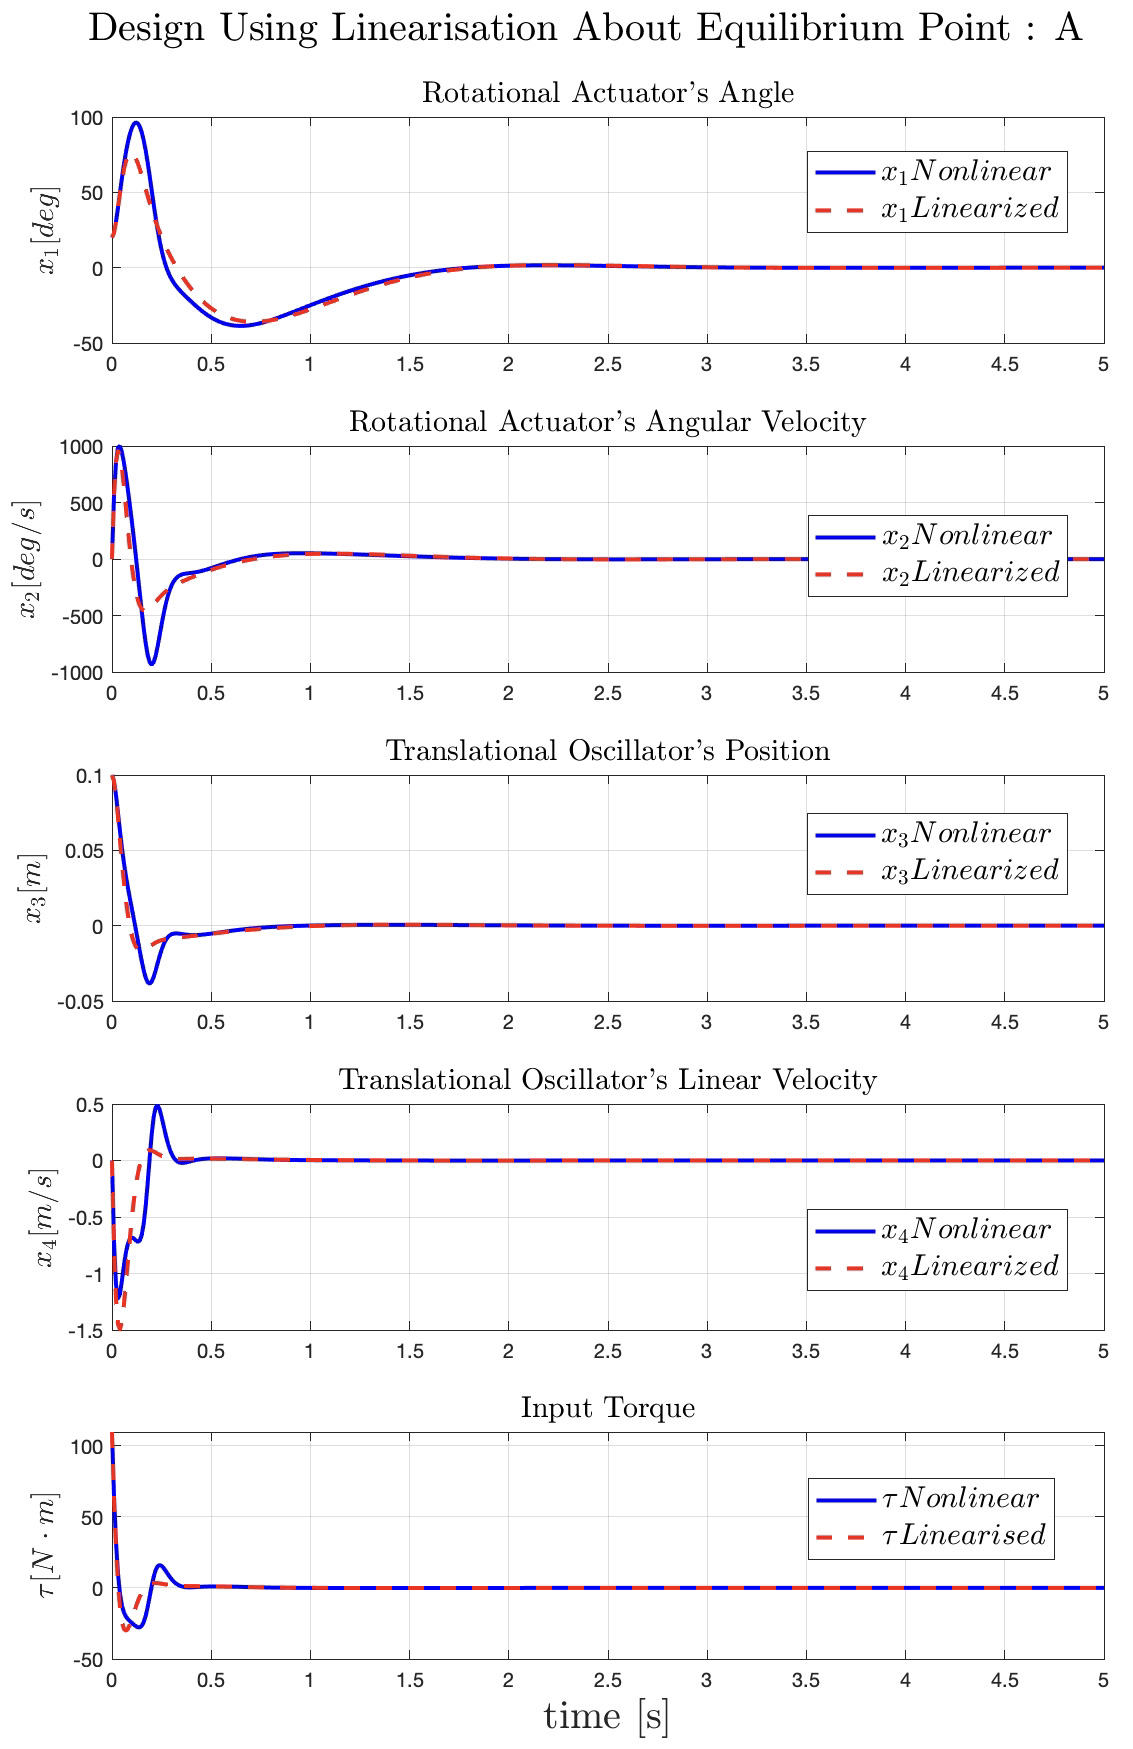 Design Using Linearisation About Equilibrium Point : A
Rotational Actuator's Angle
x₁[deg]
100
50
0
-50
x₁Nonlinear
x₁Linearized
0 0.5 1 1.5 2 2.5 3 3.5 4 4.5 5
Rotational Actuator's Angular Velocity
x₂[deg/s]
1000
500
0
-500
-1000
x₂Nonlinear
x₂Linearized
0 0.5 1 1.5 2 2.5 3 3.5 4 4.5 5
Translational Oscillator's Position
x₃[m]
0.1
0.05
0
-0.05
x₃Nonlinear
x₃Linearized
0 0.5 1 1.5 2 2.5 3 3.5 4 4.5 5
Translational Oscillator's Linear Velocity
x₄[m/s]
0.5
0
-0.5
-1
-1.5
x₄Nonlinear
x₄Linearized
0 0.5 1 1.5 2 2.5 3 3.5 4 4.5 5
Input Torque
τ[N · m]
100
50
0
-50
τNonlinear
τLinearised
0 0.5 1 1.5 2 2.5 3 3.5 4 4.5 5
time [s]